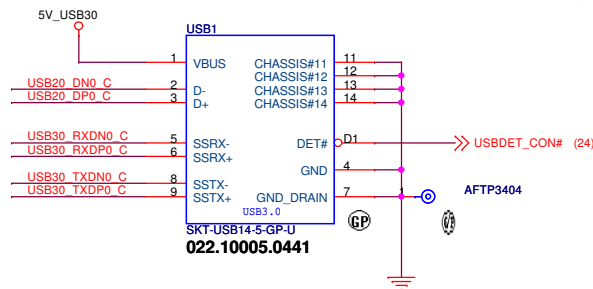 5V_USB30
USB1
1 VBUS CHASSIS#11 11
CHASSIS#12 12
USB20_DN0_C 2 D- CHASSIS#13 13
USB20_DP0_C 3 D+ CHASSIS#14 14
USB30_RXDN0_C 5 SSRX- DET# D1 USBDET_CON# (24)
USB30_RXDP0_C 6 SSRX+
GND 4
USB30_TXDN0_C 8 SSTX-
USB30_TXDP0_C 9 SSTX+ GND_DRAIN 7 1 AFTP3404
USB3.0
GP
SKT-USB14-5-GP-U
022.10005.0441